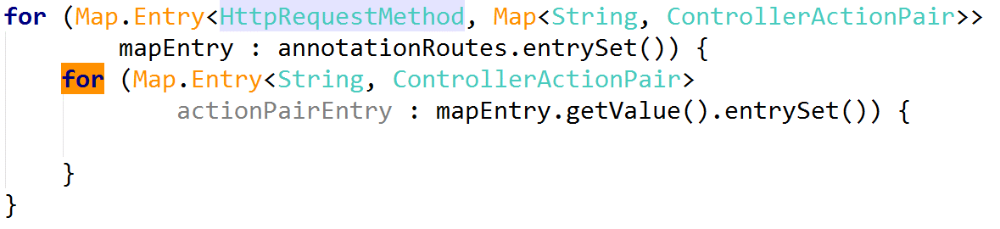 for (Map.Entry<HttpRequestMethod, Map<String, ControllerActionPair>>
        mapEntry : annotationRoutes.entrySet()) {
    for (Map.Entry<String, ControllerActionPair>
            actionPairEntry : mapEntry.getValue().entrySet()) {

    }
}